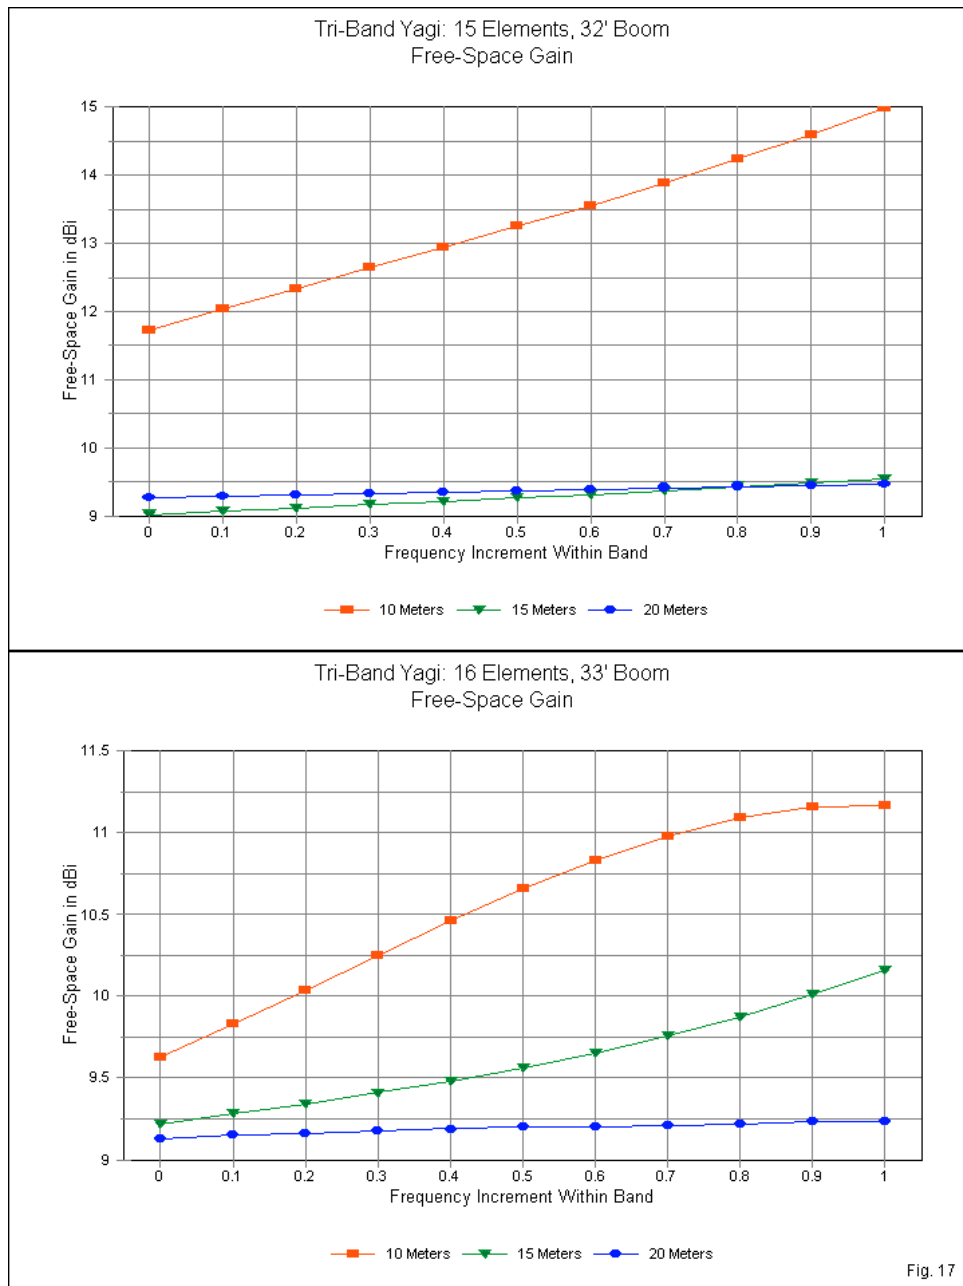 Tri-Band Yagi: 15 Elements, 32' Boom
Free-Space Gain
Free-Space Gain in dBi
15
14
13
12
11
10
9
0 0.1 0.2 0.3 0.4 0.5 0.6 0.7 0.8 0.9 1
Frequency Increment Within Band
10 Meters 15 Meters 20 Meters
Tri-Band Yagi: 16 Elements, 33' Boom
Free-Space Gain
Free-Space Gain in dBi
11.5
11
10.5
10
9.5
9
0 0.1 0.2 0.3 0.4 0.5 0.6 0.7 0.8 0.9 1
Frequency Increment Within Band
10 Meters 15 Meters 20 Meters
Fig. 17